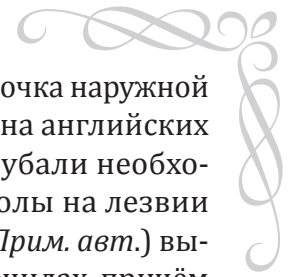 очка наружной
на английских
убали необхо-
олы на лезвии
Прим. авт.) вы-